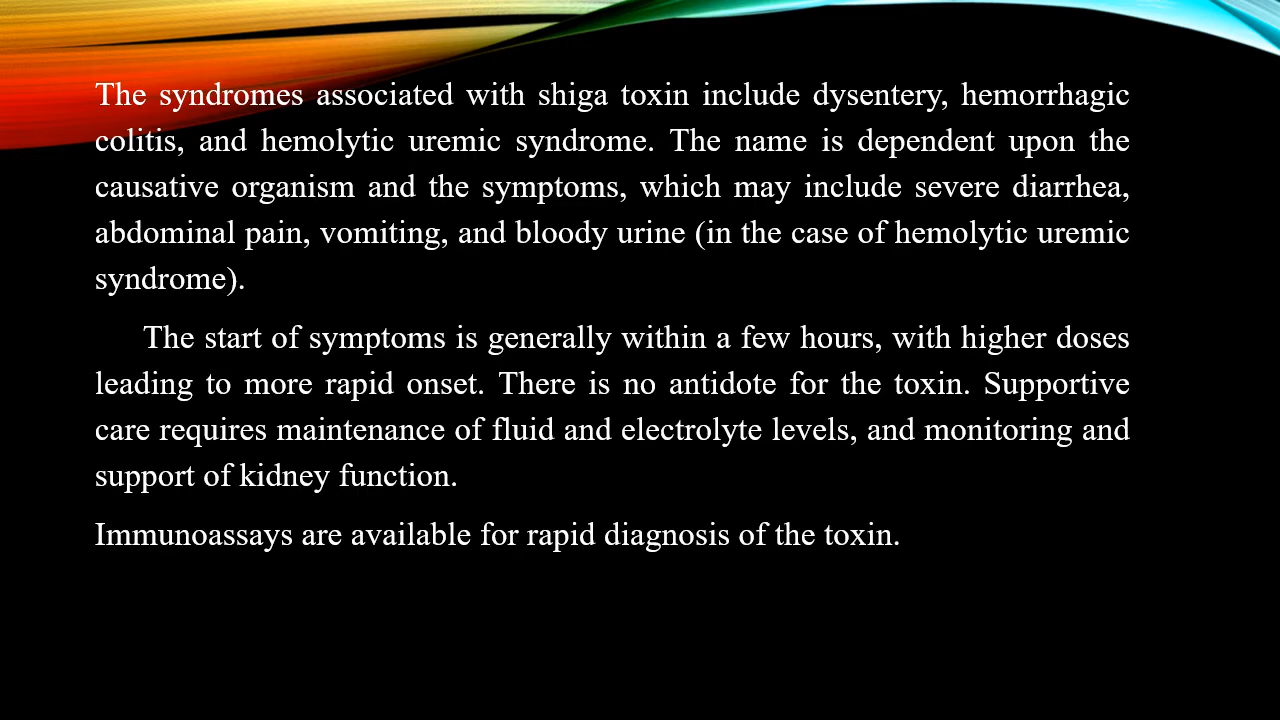 The syndromes associated with shiga toxin include dysentery, hemorrhagic
colitis, and hemolytic uremic syndrome. The name is dependent upon the
causative organism and the symptoms, which may include severe diarrhea,
abdominal pain, vomiting, and bloody urine (in the case of hemolytic uremic
syndrome).
The start of symptoms is generally within a few hours, with higher doses
leading to more rapid onset. There is no antidote for the toxin. Supportive
care requires maintenance of fluid and electrolyte levels, and monitoring and
support of kidney function.
Immunoassays are available for rapid diagnosis of the toxin.